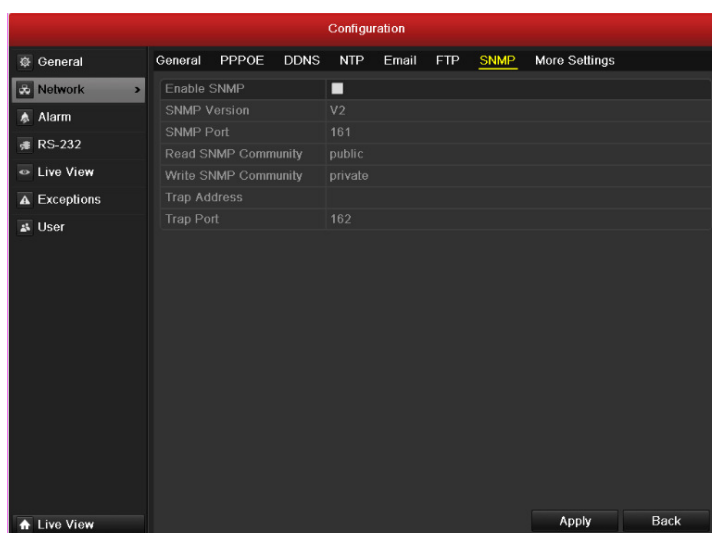 Configuration
General
Network >
Alarm
RS-232
Live View
Exceptions
User
Live View
General PPPOE DDNS NTP Email FTP SNMP More Settings
Enable SNMP
SNMP Version V2
SNMP Port 161
Read SNMP Community public
Write SNMP Community private
Trap Address
Trap Port 162
Apply Back